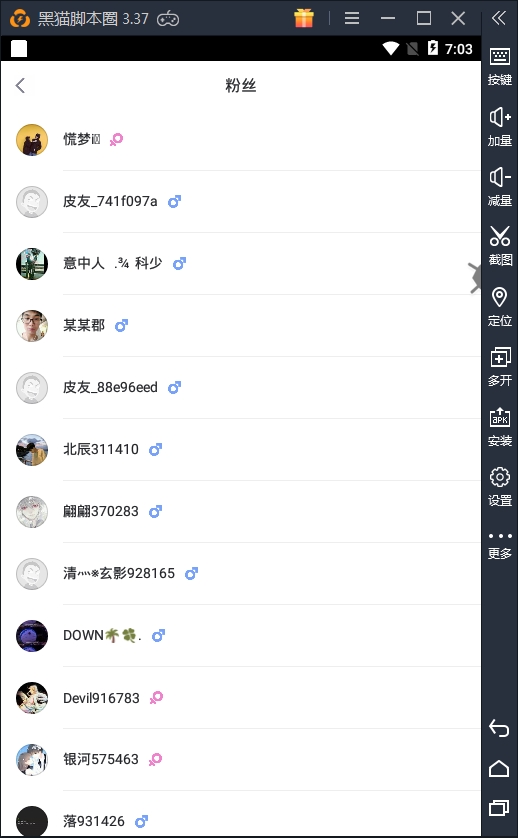 黑猫脚本圈 3.37
7:03
粉丝
慌梦
皮友_741f097a
意中人 .¾ 科少
某某郡
皮友_88e96eed
北辰311410
翩翩370283
清灬※玄影928165
DOWN🌴🍀.
Devil916783
银河575463
落931426
按键
加量
减量
截图
定位
多开
APK
安装
设置
更多